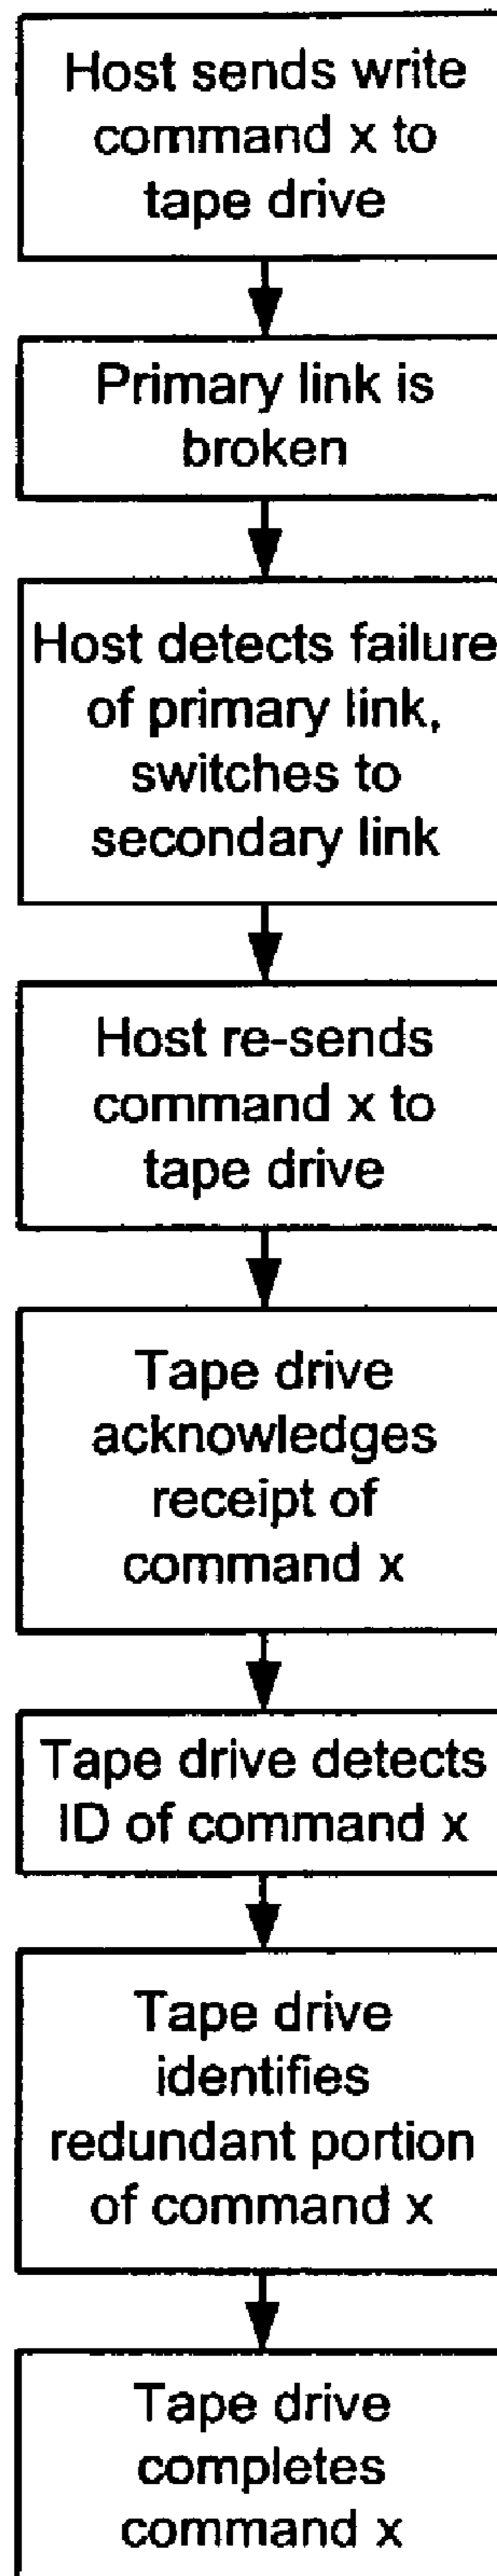 Host sends write
command x to
tape drive
Primary link is
broken
Host detects failure
of primary link,
switches to
secondary link
Host re-sends
command x to
tape drive
Tape drive
acknowledges
receipt of
command x
Tape drive detects
ID of command x
Tape drive
identifies
redundant portion
of command x
Tape drive
completes
command x